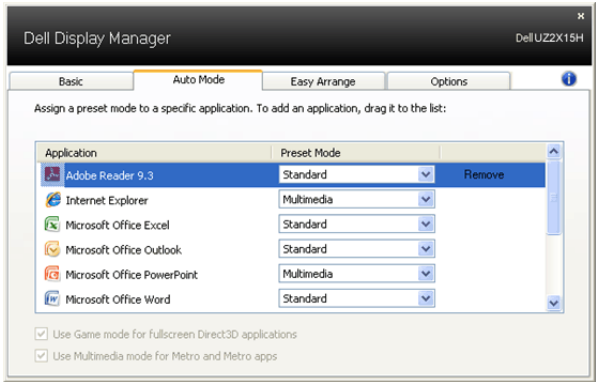 Dell Display Manager
Dell UZ2X15H
Basic
Auto Mode
Easy Arrange
Options
Assign a preset mode to a specific application. To add an application, drag it to the list:
Application Preset Mode
Adobe Reader 9.3 Standard Remove
Internet Explorer Multimedia
Microsoft Office Excel Standard
Microsoft Office Outlook Standard
Microsoft Office PowerPoint Multimedia
Microsoft Office Word Standard
Use Game mode for fullscreen Direct3D applications
Use Multimedia mode for Metro and Metro apps